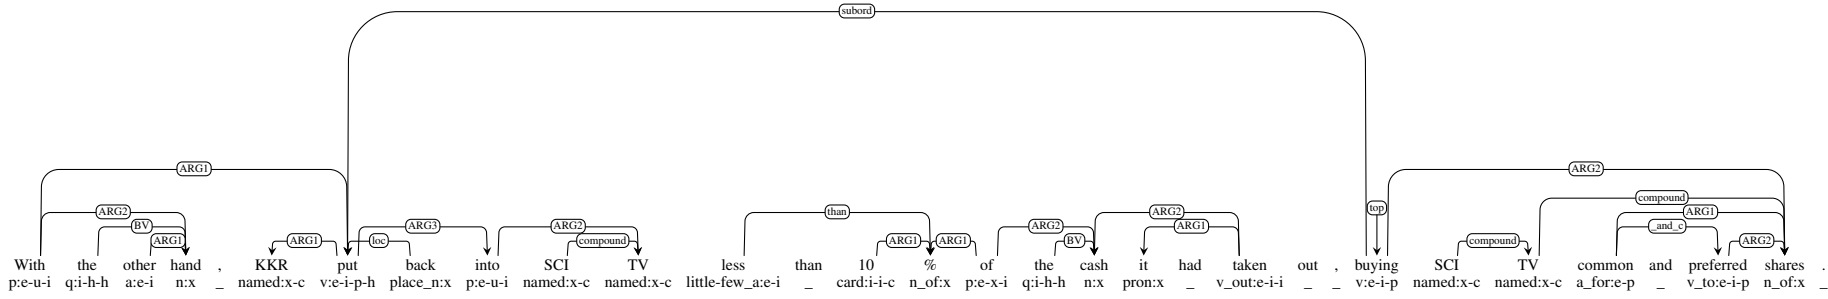 subord
ARG1 ARG2
compound
ARG2 BV ARG1 ARG3 ARG2 than ARG2 ARG2 top ARG1
ARG1 ARG1 loc compound ARG1 ARG1 BV ARG1 compound _and_c ARG2
With the other hand , KKR put back into SCI TV less than 10 % of the cash it had taken out , buying SCI TV common and preferred shares .
p:e-u-i q:i-h-h a:e-i n:x _ named:x-c v:e-i-p-h place_n:x p:e-u-i named:x-c named:x-c little-few_a:e-i _ card:i-i-c n_of:x p:e-x-i q:i-h-h n:x pron:x _ v_out:e-i-i _ _ v:e-i-p named:x-c named:x-c a_for:e-p _ v_to:e-i-p n_of:x _